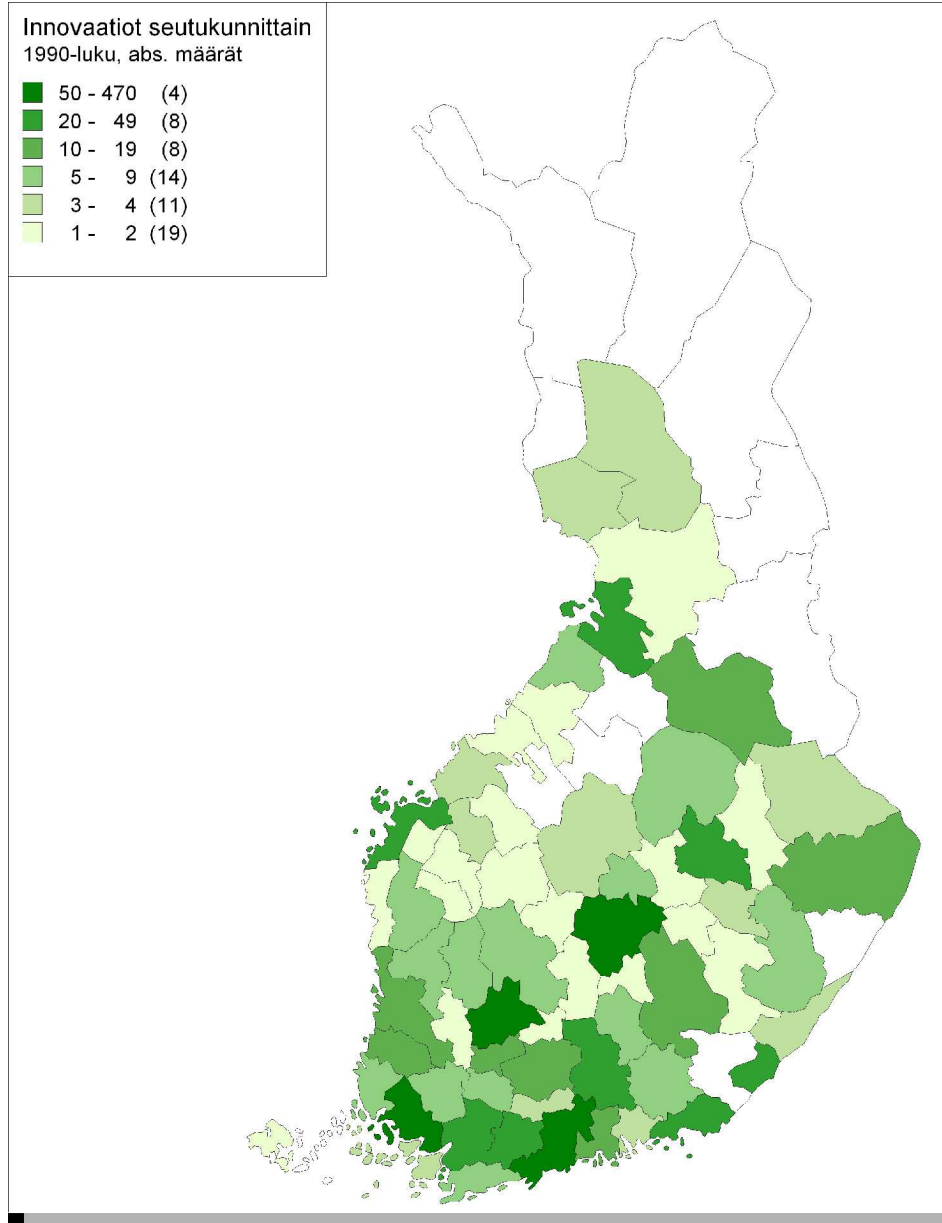 Innovaatiot seutukunnittain
1990-luku, abs. määrät
50 - 470 (4)
20 - 49 (8)
10 - 19 (8)
5 - 9 (14)
3 - 4 (11)
1 - 2 (19)